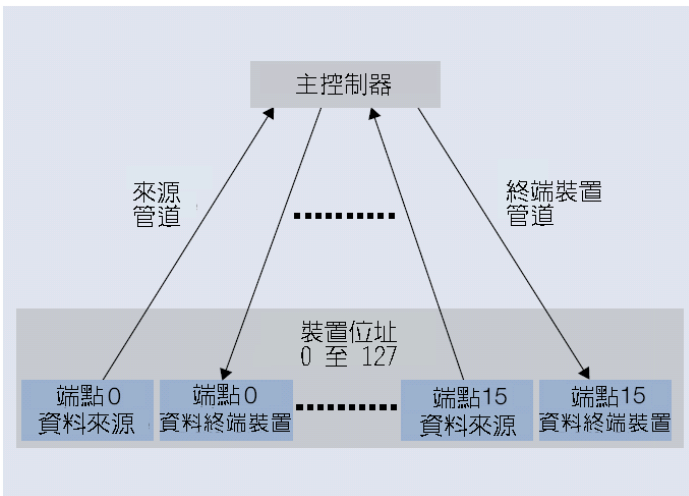 主控制器
來源
管道
終端裝置
管道
裝置位址
0 至 127
端點0
資料來源
端點0
資料終端裝置
端點15
資料來源
端點15
資料終端裝置